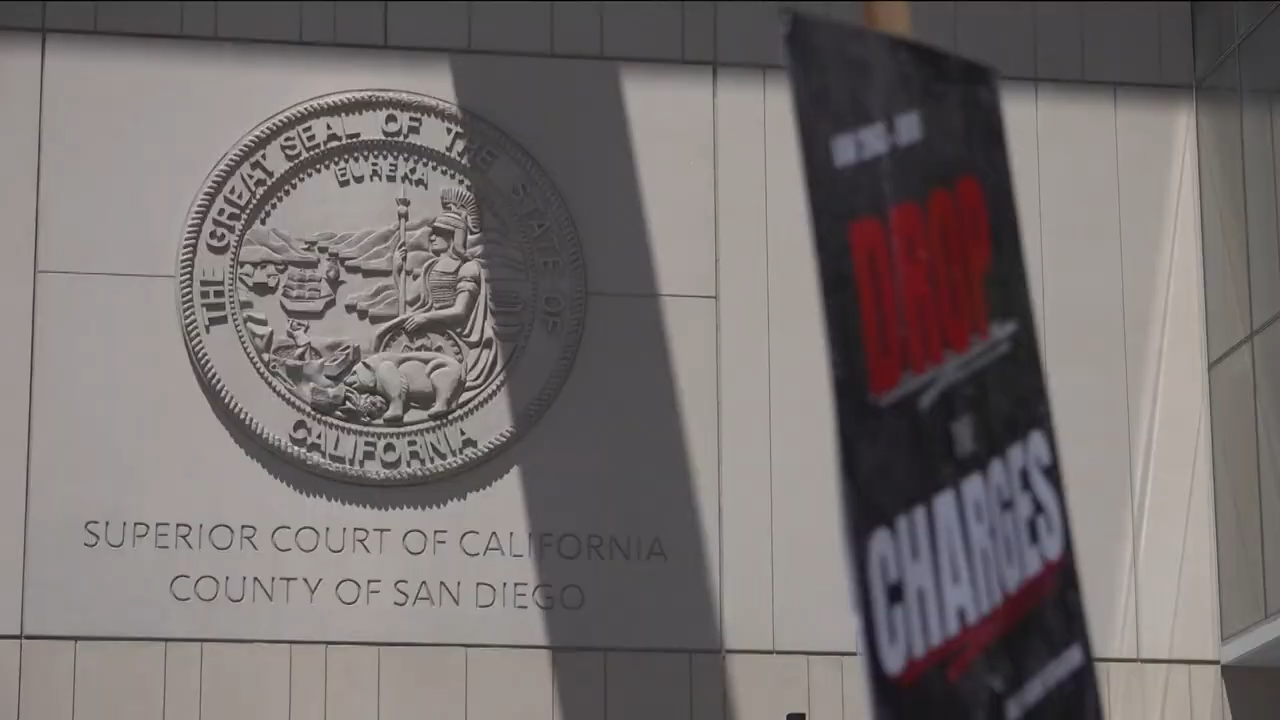 THE GREAT SEAL OF THE STATE OF
EUREKA
CALIFORNIA
SUPERIOR COURT OF CALIFORNIA
COUNTY OF SAN DIEGO
DROP
THE
CHARGES